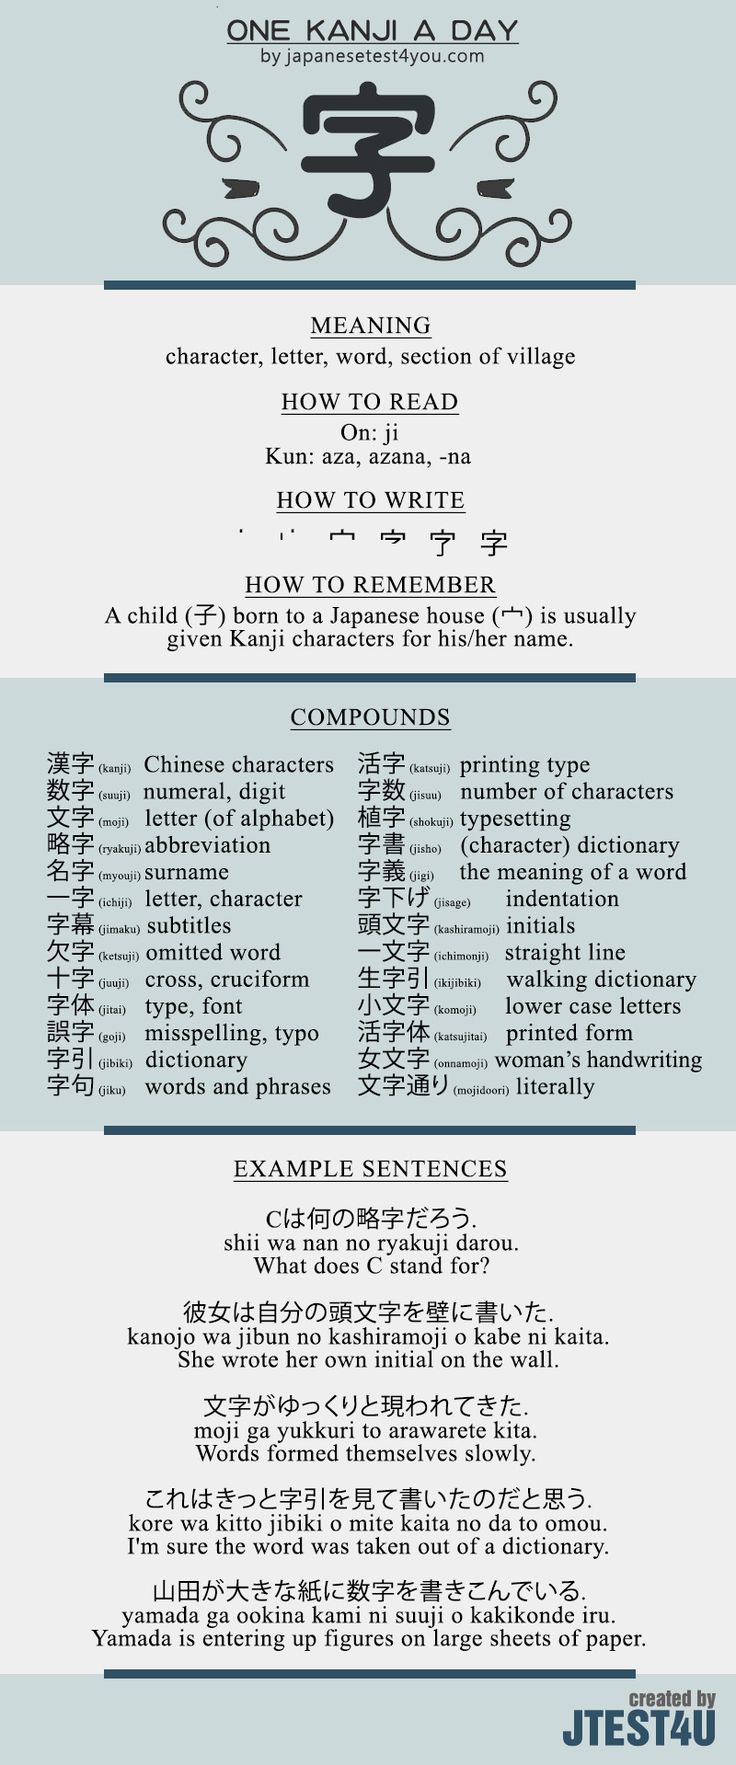 ONE KANJI A DAY
by japanesetest4you.com
字
MEANING
character, letter, word, section of village
HOW TO READ
On: ji
Kun: aza, azana, -na
HOW TO WRITE
字
HOW TO REMEMBER
A child (子) born to a Japanese house (宀) is usually
given Kanji characters for his/her name.
COMPOUNDS
漢字 (kanji) Chinese characters
数字 (suuji) numeral, digit
文字 (moji) letter (of alphabet)
略字 (ryakuji) abbreviation
名字 (myouji) surname
一字 (ichiji) letter, character
字幕 (jimaku) subtitles
欠字 (ketsuji) omitted word
十字 (juuji) cross, cruciform
字体 (jitai) type, font
誤字 (goji) misspelling, typo
字引 (jibiki) dictionary
字句 (jiku) words and phrases
活字 (katsuji) printing type
字数 (jisuu) number of characters
植字 (shokuji) typesetting
字書 (jisho) (character) dictionary
字義 (jigi) the meaning of a word
字下げ (jisage) indentation
頭文字 (kashiramoji) initials
一文字 (ichimonji) straight line
生字引 (ikijibiki) walking dictionary
小文字 (komoji) lower case letters
活字体 (katsujitai) printed form
女文字 (onnamoji) woman's handwriting
文字通り (mojidoori) literally
EXAMPLE SENTENCES
Cは何の略字だろう.
shii wa nan no ryakuji darou.
What does C stand for?
彼女は自分の頭文字を壁に書いた.
kanojo wa jibun no kashiramoji o kabe ni kaita.
She wrote her own initial on the wall.
文字がゆっくりと現われてきた.
moji ga yukkuri to arawarete kita.
Words formed themselves slowly.
これはきっと字引を見て書いたのだと思う.
kore wa kitto jibiki o mite kaita no da to omou.
I'm sure the word was taken out of a dictionary.
山田が大きな紙に数字を書きこんでいる.
yamada ga ookina kami ni suuji o kakikonde iru.
Yamada is entering up figures on large sheets of paper.
created by
JTEST4U